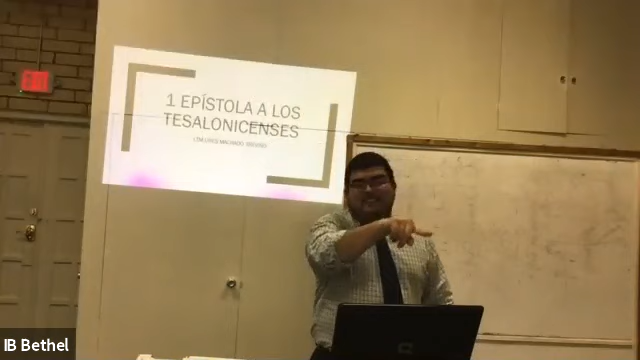 1 EPÍSTOLA A LOS
TESALONICENSES
IB Bethel